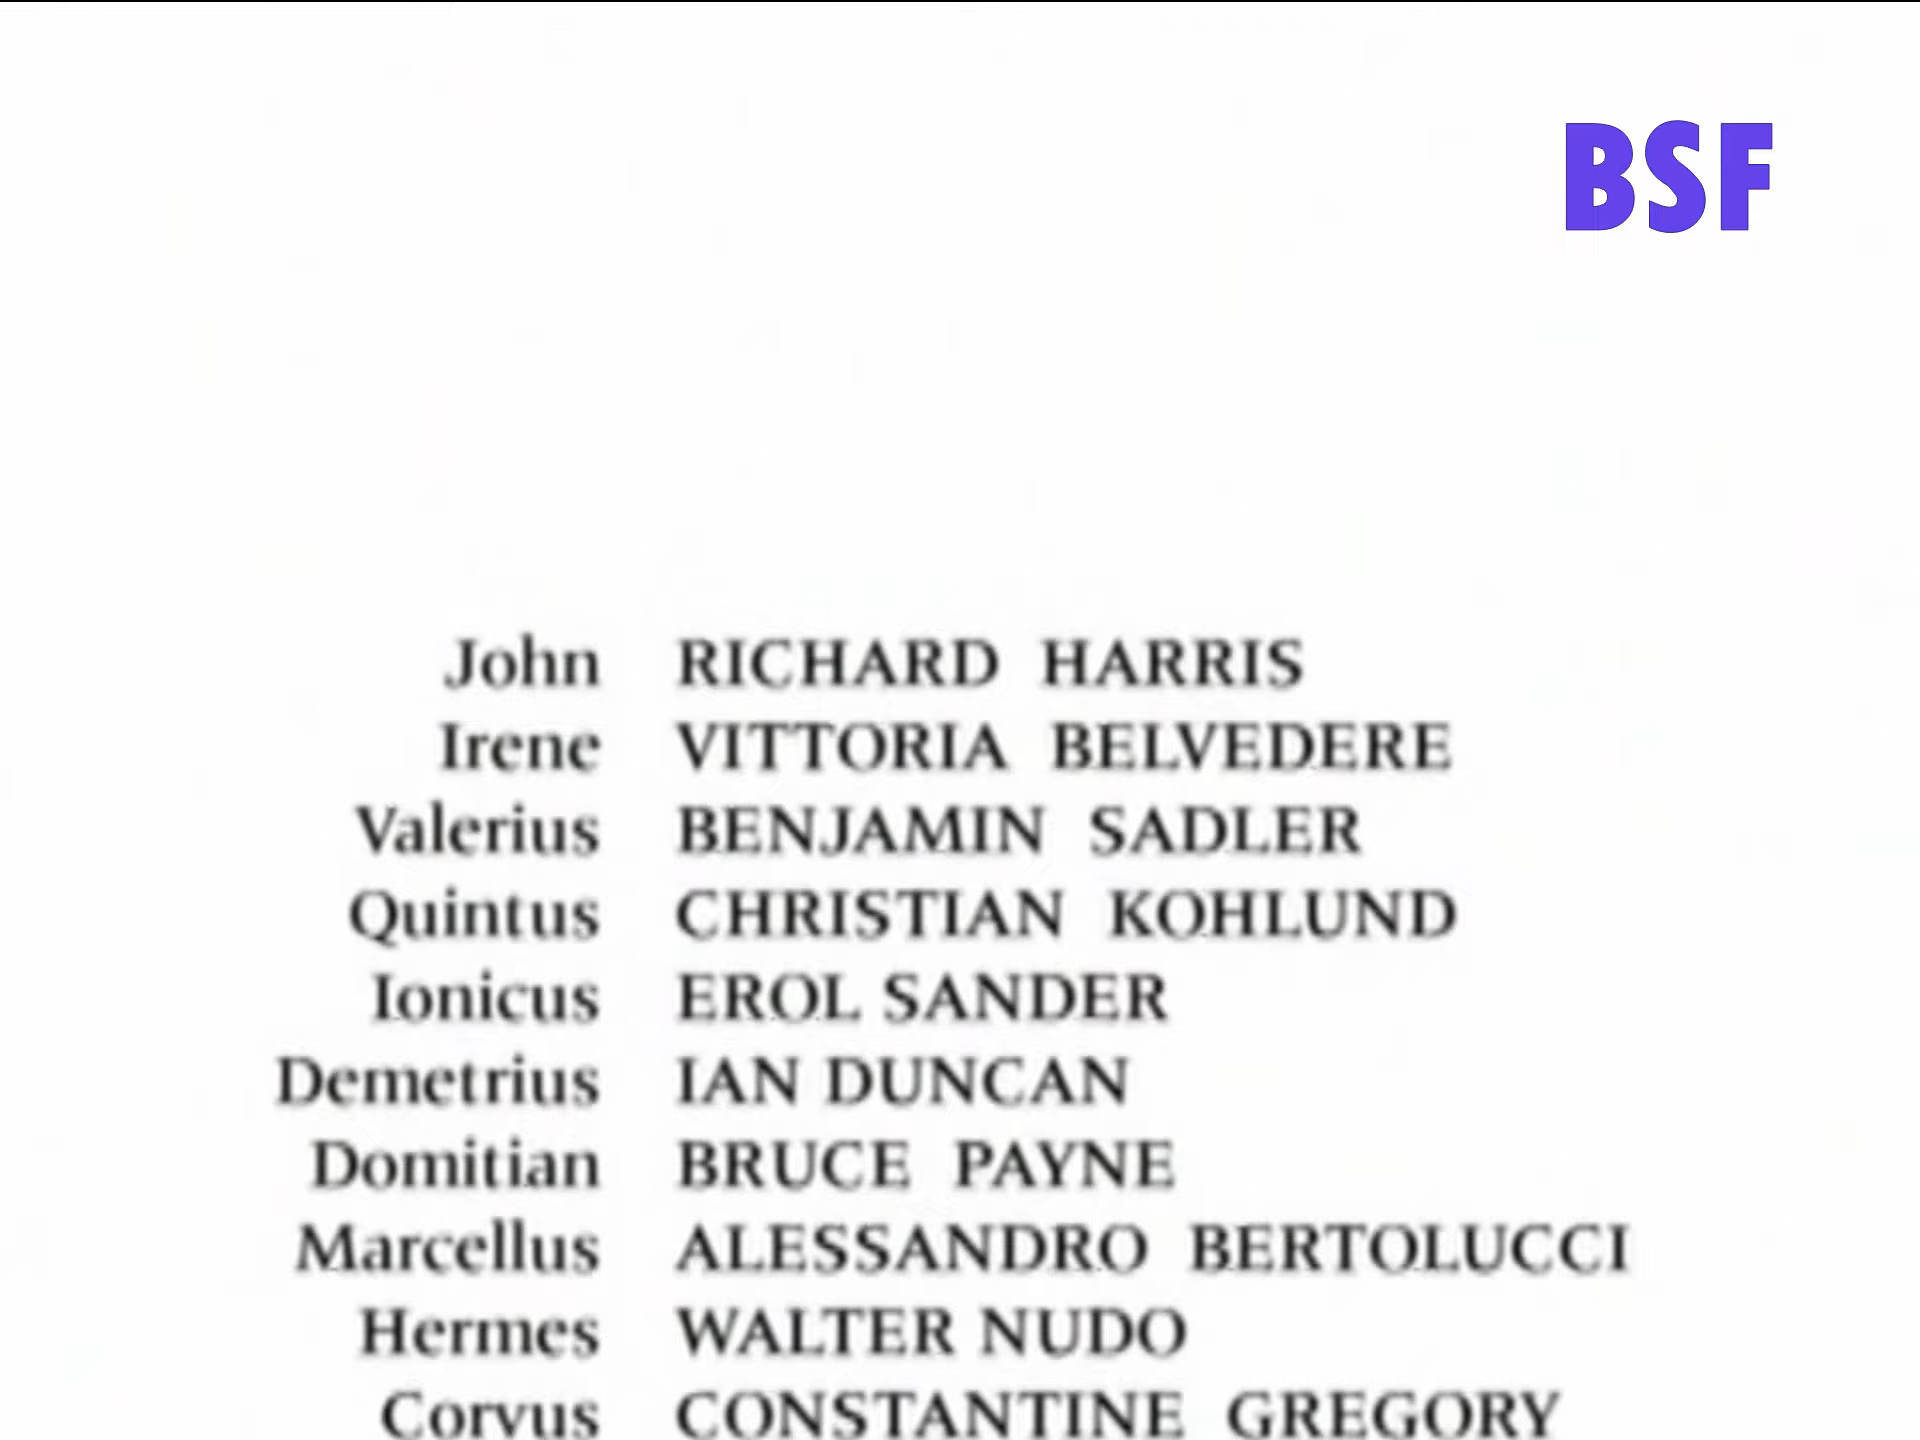 BSF
John RICHARD HARRIS
Irene VITTORIA BELVEDERE
Valerius BENJAMIN SADLER
Quintus CHRISTIAN KOHLUND
Ionicus EROL SANDER
Demetrius IAN DUNCAN
Domitian BRUCE PAYNE
Marcellus ALESSANDRO BERTOLUCCI
Hermes WALTER NUDO
Corvus CONSTANTINE GREGORY